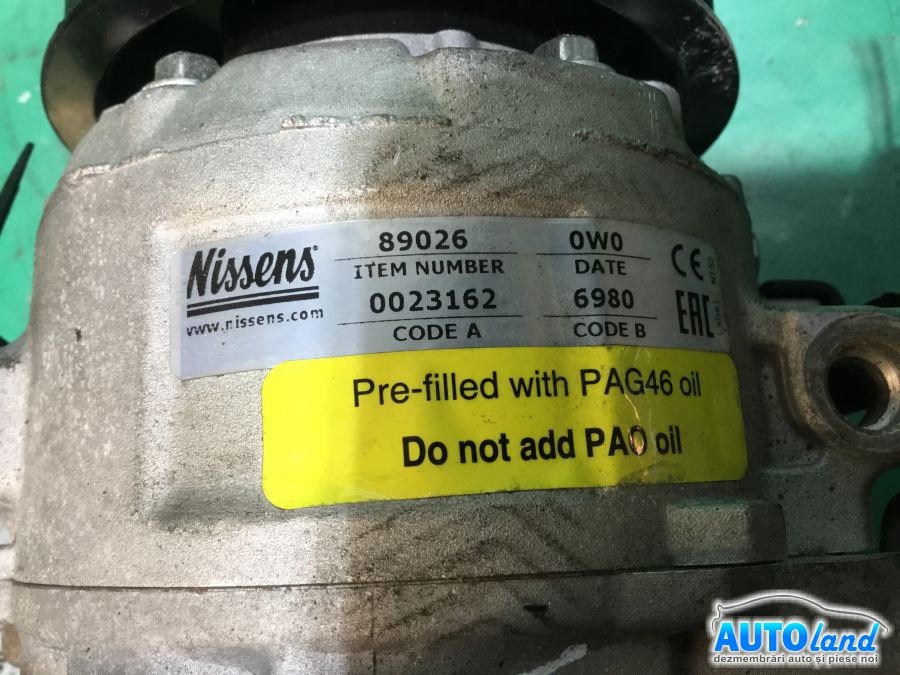 Nissens
www.nissens.com
89026
ITEM NUMBER
0023162
CODE A
0W0
DATE
6980
CODE B
CE
EAC
Label
Pre-filled with PAG46 oil
Do not add PAO oil
AUTOland
dezmembrări auto și piese noi